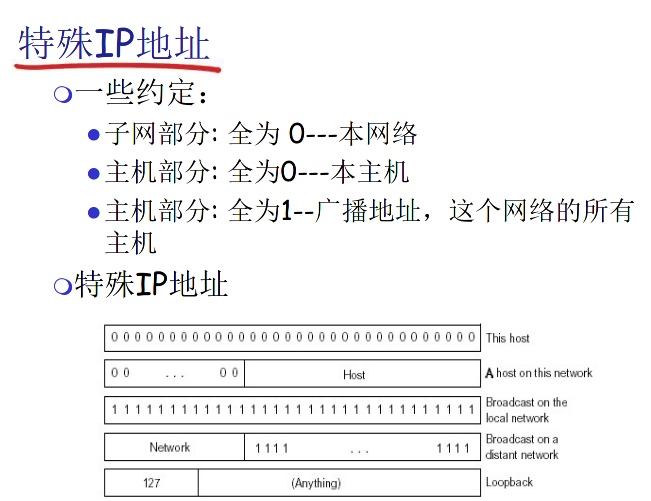 特殊IP地址
一些约定：
子网部分: 全为 0---本网络
主机部分: 全为0---本主机
主机部分: 全为1--广播地址，这个网络的所有
主机
特殊IP地址
0 0 0 0 0 0 0 0 0 0 0 0 0 0 0 0 0 0 0 0 0 0 0 0 0 0 0 0 0 0 0 0 This host
0 0 ... 0 0 Host A host on this network
1 1 1 1 1 1 1 1 1 1 1 1 1 1 1 1 1 1 1 1 1 1 1 1 1 1 1 1 1 1 1 1 Broadcast on the
local network
Network 1 1 1 1 ... 1 1 1 1 Broadcast on a
distant network
127 (Anything) Loopback